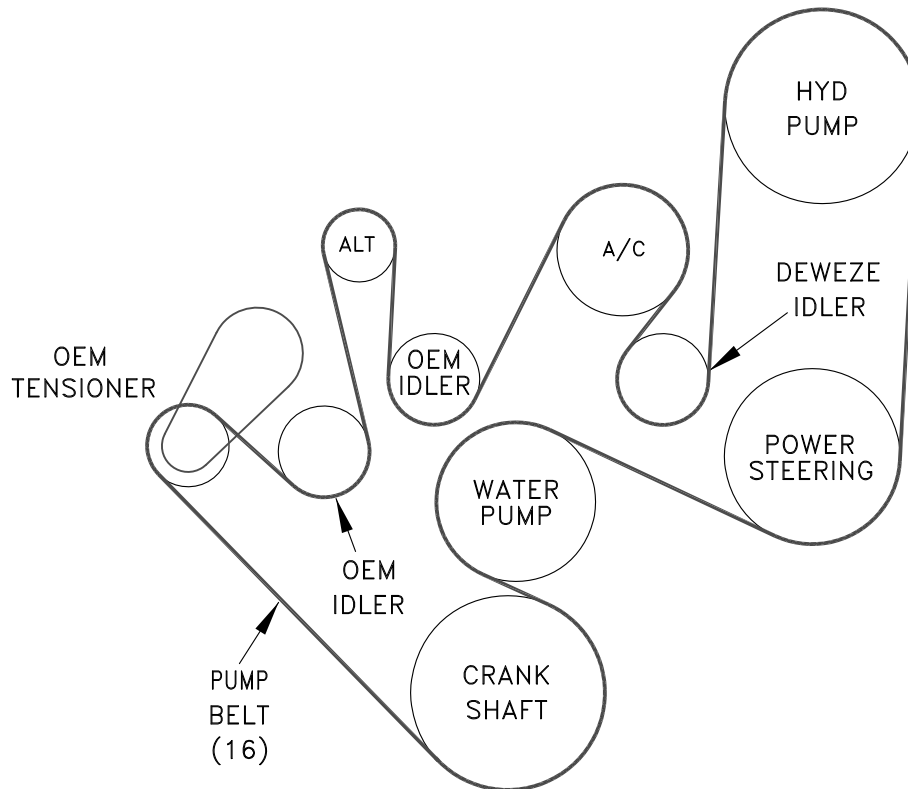 HYD
PUMP
ALT
A/C
DEWEZE
IDLER
OEM
TENSIONER
OEM
IDLER
POWER
STEERING
WATER
PUMP
OEM
IDLER
CRANK
SHAFT
PUMP
BELT
(16)